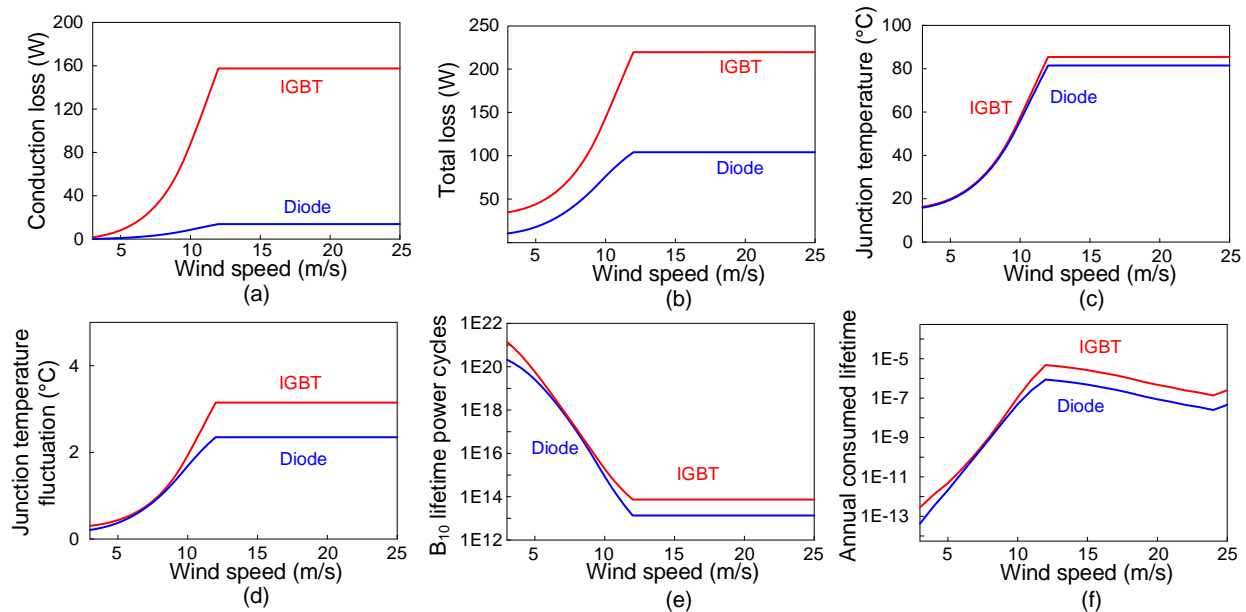 Conduction loss (W)
200
160
120
80
40
0
IGBT
Diode
5
10
15
20
25
Wind speed (m/s)
(a)
Total loss (W)
250
200
150
100
50
IGBT
Diode
5
10
15
20
25
Wind speed (m/s)
(b)
Junction temperature (°C)
100
80
60
40
20
0
IGBT
Diode
5
10
15
20
25
Wind speed (m/s)
(c)
Junction temperature
fluctuation (°C)
4
2
0
IGBT
Diode
5
10
15
20
25
Wind speed (m/s)
(d)
B₁₀ lifetime power cycles
1E22
1E20
1E18
1E16
1E14
1E12
Diode
IGBT
5
10
15
20
25
Wind speed (m/s)
(e)
Annual consumed lifetime
1E-5
1E-7
1E-9
1E-11
1E-13
IGBT
Diode
5
10
15
20
25
Wind speed (m/s)
(f)